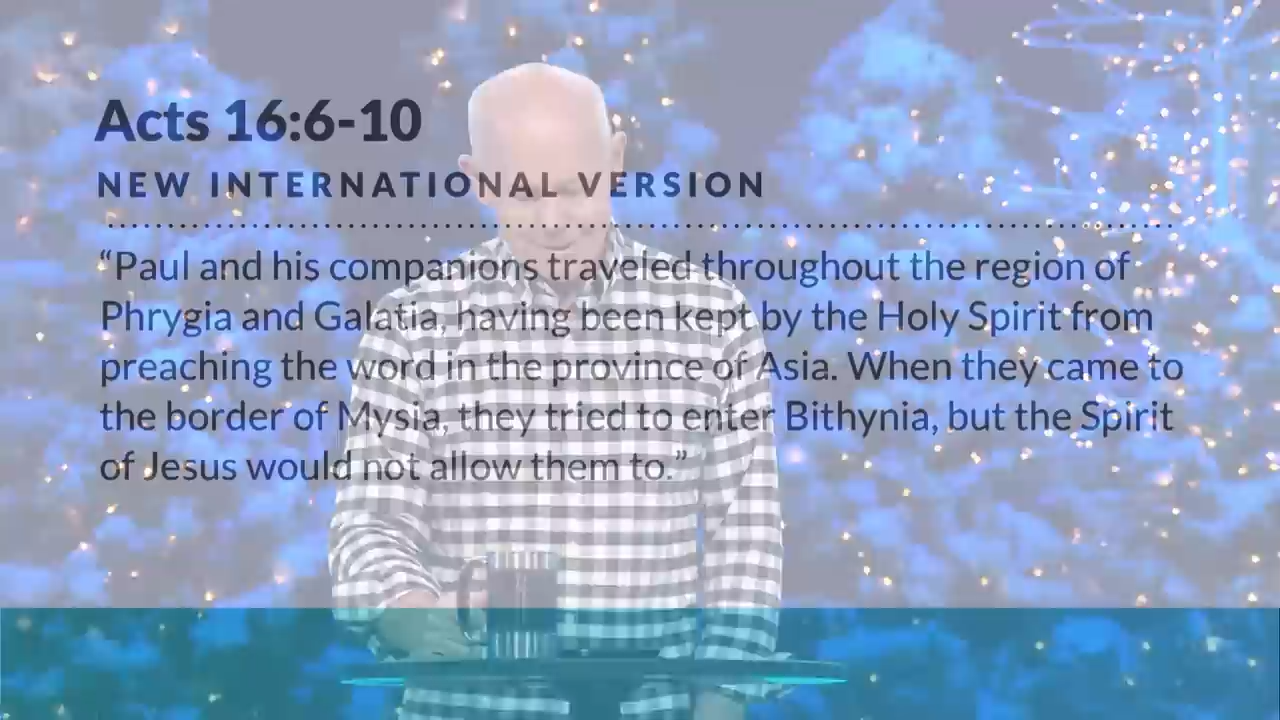 Acts 16:6-10
NEW INTERNATIONAL VERSION
“Paul and his companions traveled throughout the region of
Phrygia and Galatia, having been kept by the Holy Spirit from
preaching the word in the province of Asia. When they came to
the border of Mysia, they tried to enter Bithynia, but the Spirit
of Jesus would not allow them to.”